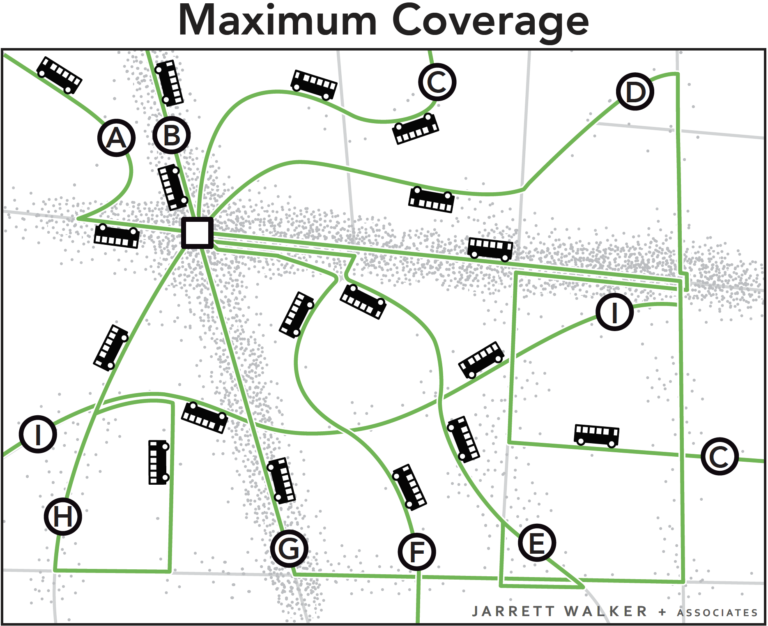 Maximum Coverage
C
D
A
B
I
I
C
H
G
F
E
JARRETT WALKER + ASSOCIATES